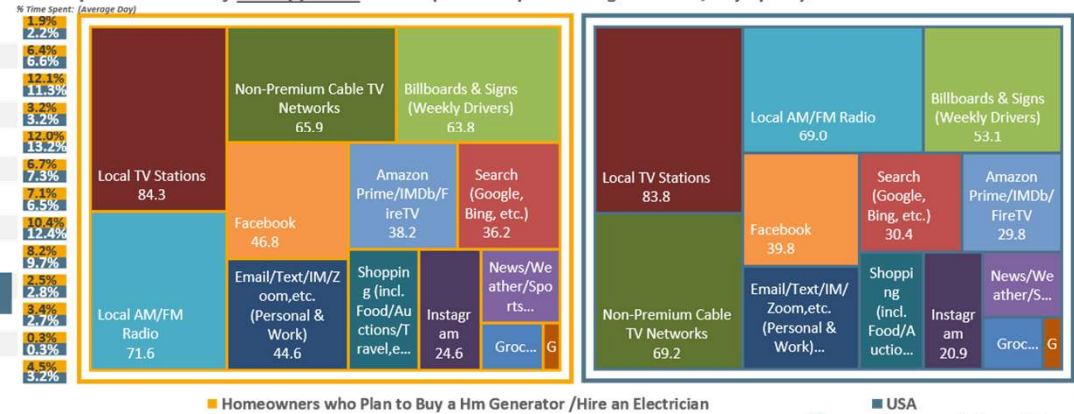 % Time Spent: (Average Day)
1.9%
2.2%
6.4%
6.6%
12.1%
11.3%
3.2%
3.2%
12.0%
13.2%
6.7%
7.3%
7.1%
6.5%
10.4%
12.4%
8.2%
9.7%
2.5%
2.8%
3.4%
2.7%
0.3%
0.3%
4.5%
3.2%
Local TV Stations
84.3
Local AM/FM
Radio
71.6
Non-Premium Cable TV
Networks
65.9
Billboards & Signs
(Weekly Drivers)
63.8
Facebook
46.8
Email/Text/IM/Z
oom,etc.
(Personal &
Work)
44.6
Amazon
Prime/IMDb/F
ireTV
38.2
Search
(Google,
Bing, etc.)
36.2
Shoppin
g (incl.
Food/Au
ctions/T
ravel,e...
Instagr
am
24.6
News/We
ather/Spo
rts...
Groc...
G
Local TV Stations
83.8
Non-Premium Cable
TV Networks
69.2
Local AM/FM Radio
69.0
Billboards & Signs
(Weekly Drivers)
53.1
Facebook
39.8
Email/Text/IM/
Zoom,etc.
(Personal &
Work)...
Search
(Google,
Bing, etc.)
30.4
Amazon
Prime/IMDb/
FireTV
29.8
Shoppi
ng
(incl.
Food/A
uctio...
Instagr
am
20.9
News/We
ather/S...
Groc...
G
Homeowners who Plan to Buy a Hm Generator /Hire an Electrician
USA